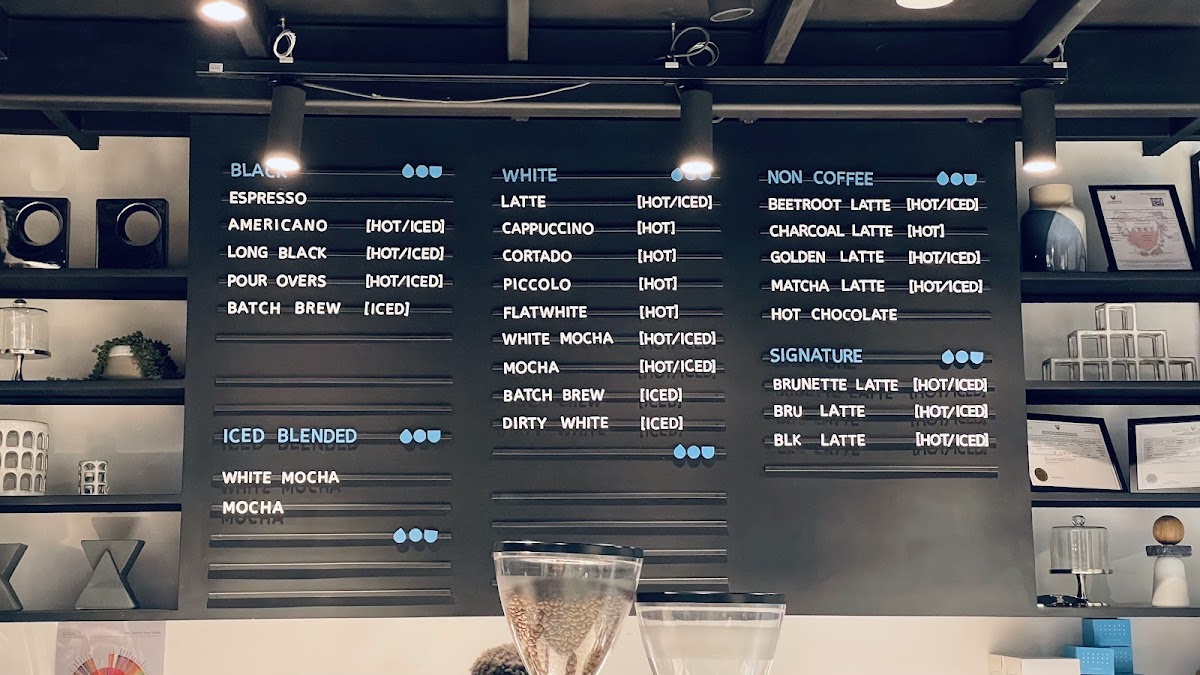 BLACK
ESPRESSO
AMERICANO [HOT/ICED]
LONG BLACK [HOT/ICED]
POUR OVERS [HOT/ICED]
BATCH BREW [ICED]
ICED BLENDED
WHITE MOCHA
MOCHA
WHITE
LATTE [HOT/ICED]
CAPPUCCINO [HOT]
CORTADO [HOT]
PICCOLO [HOT]
FLATWHITE [HOT]
WHITE MOCHA [HOT/ICED]
MOCHA [HOT/ICED]
BATCH BREW [ICED]
DIRTY WHITE [ICED]
NON COFFEE
BEETROOT LATTE [HOT/ICED]
CHARCOAL LATTE [HOT]
GOLDEN LATTE [HOT/ICED]
MATCHA LATTE [HOT/ICED]
HOT CHOCOLATE
SIGNATURE
BRUNETTE LATTE [HOT/ICED]
BRU LATTE [HOT/ICED]
BLK LATTE [HOT/ICED]